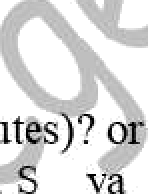 utes)? or
S va